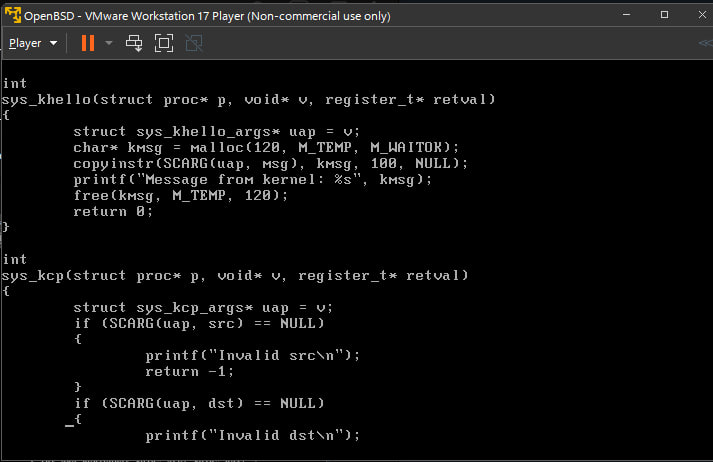 OpenBSD - VMware Workstation 17 Player (Non-commercial use only)
Player
int
sys_khello(struct proc* p, void* v, register_t* retval)
{
        struct sys_khello_args* uap = v;
        char* kmsg = malloc(120, M_TEMP, M_WAITOK);
        copyinstr(SCARG(uap, msg), kmsg, 100, NULL);
        printf("Message from kernel: %s", kmsg);
        free(kmsg, M_TEMP, 120);
        return 0;
}
int
sys_kcp(struct proc* p, void* v, register_t* retval)
{
        struct sys_kcp_args* uap = v;
        if (SCARG(uap, src) == NULL)
        {
                printf("Invalid src\n");
                return -1;
        }
        if (SCARG(uap, dst) == NULL)
        {
                printf("Invalid dst\n");